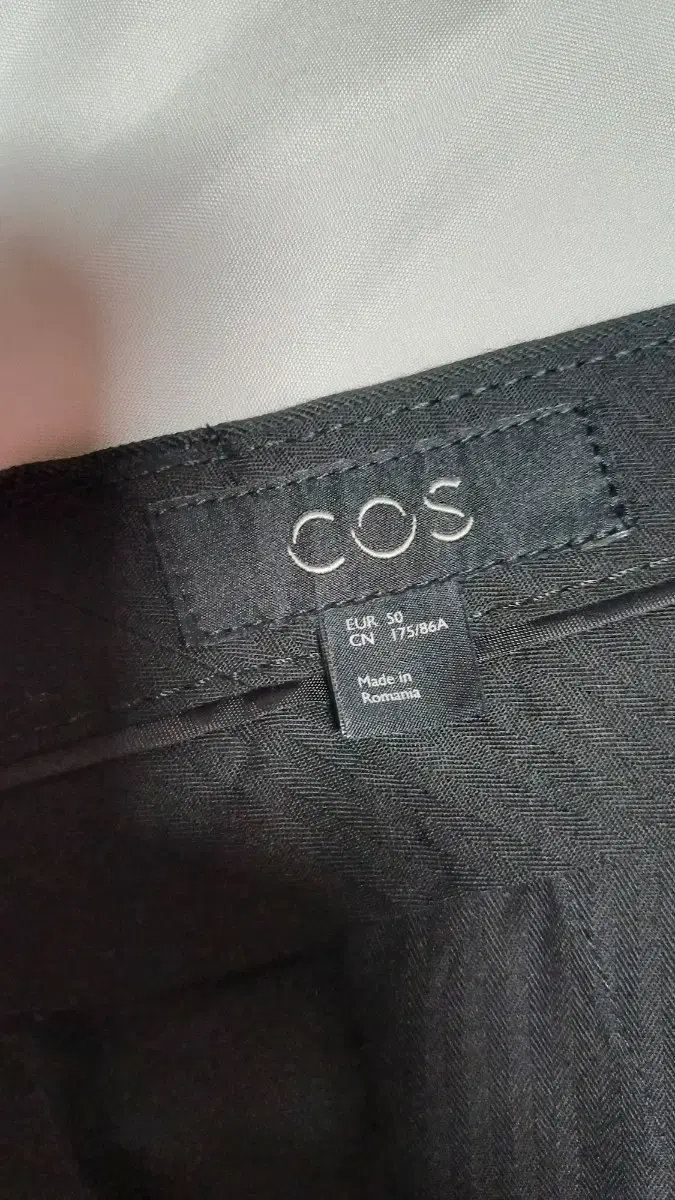 COS
EUR 50
CN 175/86A
Made in
Romania